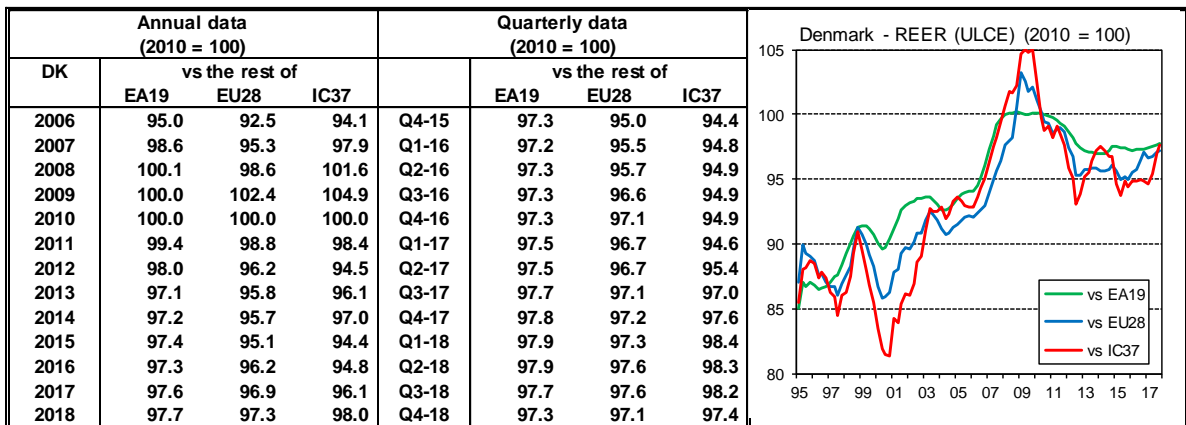 Annual data Quarterly data
(2010 = 100) (2010 = 100)
DK vs the rest of vs the rest of
EA19 EU28 IC37 EA19 EU28 IC37
2006 95.0 92.5 94.1 Q4-15 97.3 95.0 94.4
2007 98.6 95.3 97.9 Q1-16 97.2 95.5 94.8
2008 100.1 98.6 101.6 Q2-16 97.3 95.7 94.9
2009 100.0 102.4 104.9 Q3-16 97.3 96.6 94.9
2010 100.0 100.0 100.0 Q4-16 97.3 97.1 94.9
2011 99.4 98.8 98.4 Q1-17 97.5 96.7 94.6
2012 98.0 96.2 94.5 Q2-17 97.5 96.7 95.4
2013 97.1 95.8 96.1 Q3-17 97.7 97.1 97.0
2014 97.2 95.7 97.0 Q4-17 97.8 97.2 97.6
2015 97.4 95.1 94.4 Q1-18 97.9 97.3 98.4
2016 97.3 96.2 94.8 Q2-18 97.9 97.6 98.3
2017 97.6 96.9 96.1 Q3-18 97.7 97.6 98.2
2018 97.7 97.3 98.0 Q4-18 97.3 97.1 97.4
Denmark - REER (ULCE) (2010 = 100)
105
100
95
90
85
80
vs EA19
vs EU28
vs IC37
95 97 99 01 03 05 07 09 11 13 15 17